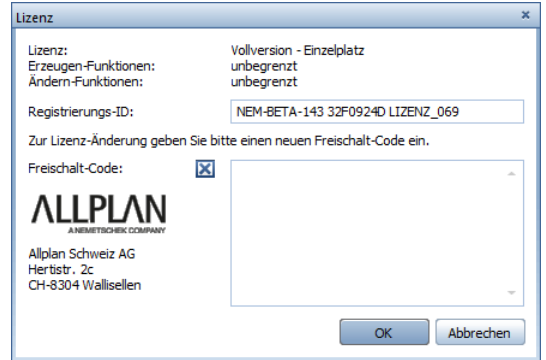 Lizenz
Lizenz: Vollversion - Einzelplatz
Erzeugen-Funktionen: unbegrenzt
Ändern-Funktionen: unbegrenzt
Registrierungs-ID: NEM-BETA-143 32F0924D LIZENZ_069
Zur Lizenz-Änderung geben Sie bitte einen neuen Freischalt-Code ein.
Freischalt-Code:
ALLPLAN
A NEMETSCHEK COMPANY
Allplan Schweiz AG
Hertistr. 2c
CH-8304 Wallisellen
OK Abbrechen